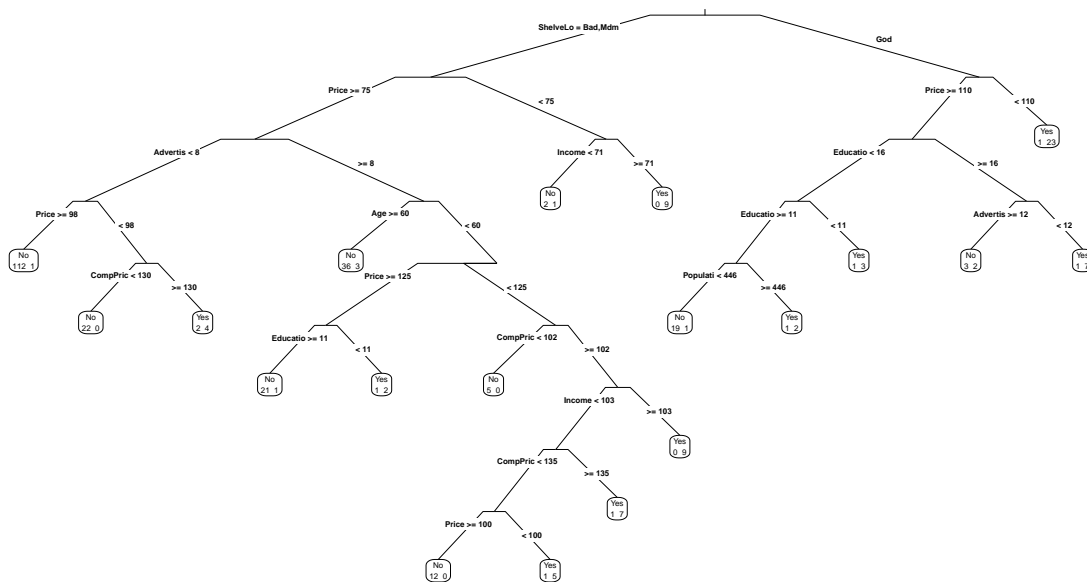 ShelveLo = Bad,Mdm
God
Price >= 75
< 75
Price >= 110
< 110
Yes
1 23
Advertis < 8
>= 8
Income < 71
>= 71
Educatio < 16
>= 16
No
2 1
Yes
0 9
Price >= 98
< 98
Age >= 60
< 60
Educatio >= 11
< 11
Advertis >= 12
< 12
No
112 1
No
36 3
Yes
1 3
No
3 2
Yes
1 7
CompPric < 130
>= 130
Price >= 125
< 125
Populati < 446
>= 446
No
22 0
Yes
2 4
No
19 1
Yes
1 2
Educatio >= 11
< 11
CompPric < 102
>= 102
No
21 1
Yes
1 2
No
5 0
Income < 103
>= 103
Yes
0 9
CompPric < 135
>= 135
Yes
1 7
Price >= 100
< 100
No
12 0
Yes
1 5